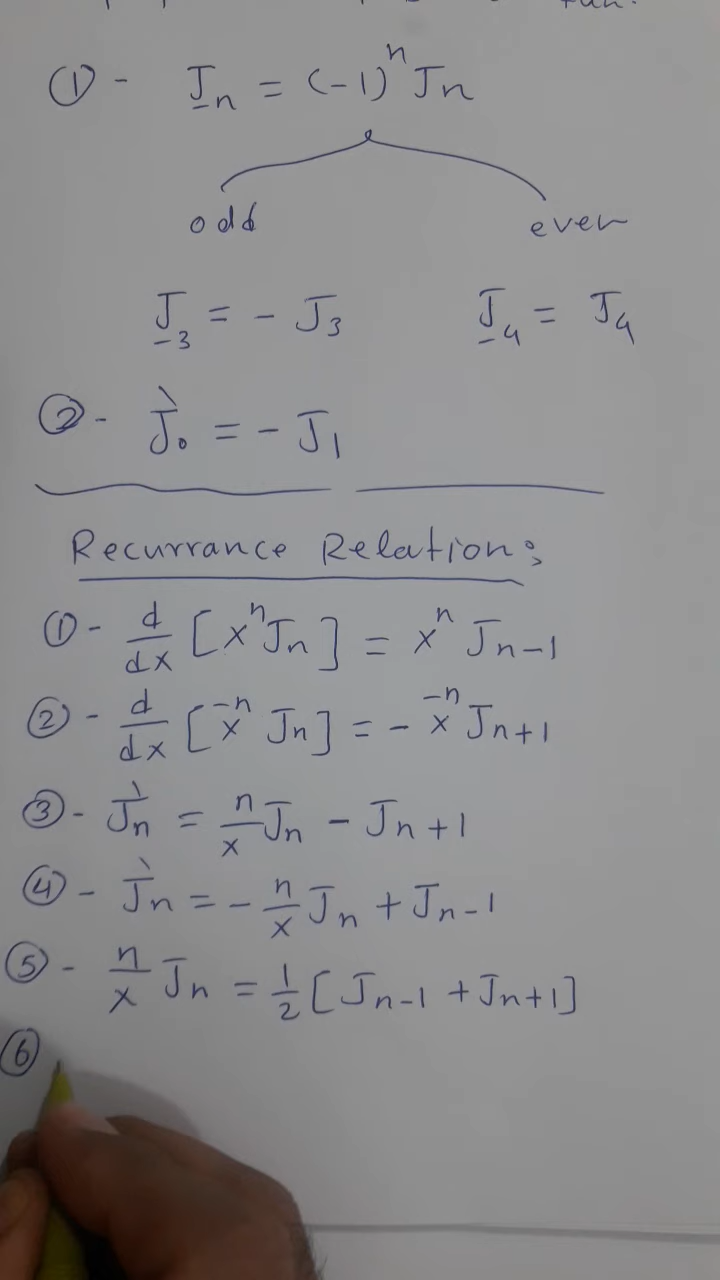 fun.
① - J₋n = (-1)ⁿ Jn
odd even
J₋₃ = - J₃ J₋₄ = J₄
② - J̀₀ = - J₁
Recurrance Relation:
① - d/dx [xⁿ Jn] = xⁿ Jn-1
② - d/dx [x⁻ⁿ Jn] = - x⁻ⁿ Jn+1
③ - J̀n = n/x Jn - Jn+1
④ - J̀n = - n/x Jn + Jn-1
⑤ - n/x Jn = 1/2 [Jn-1 + Jn+1]
⑥